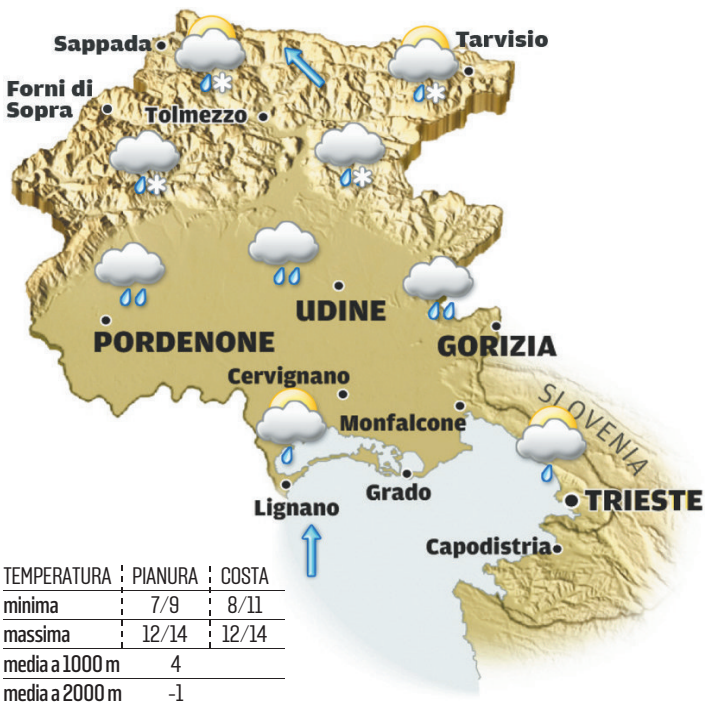 Sappada
Tarvisio
Forni di
Sopra
Tolmezzo
UDINE
PORDENONE
GORIZIA
Cervignano
SLOVENIA
Monfalcone
Grado
Lignano
TRIESTE
Capodistria
TEMPERATURA PIANURA COSTA
minima 7/9 8/11
massima 12/14 12/14
media a 1000 m 4
media a 2000 m -1